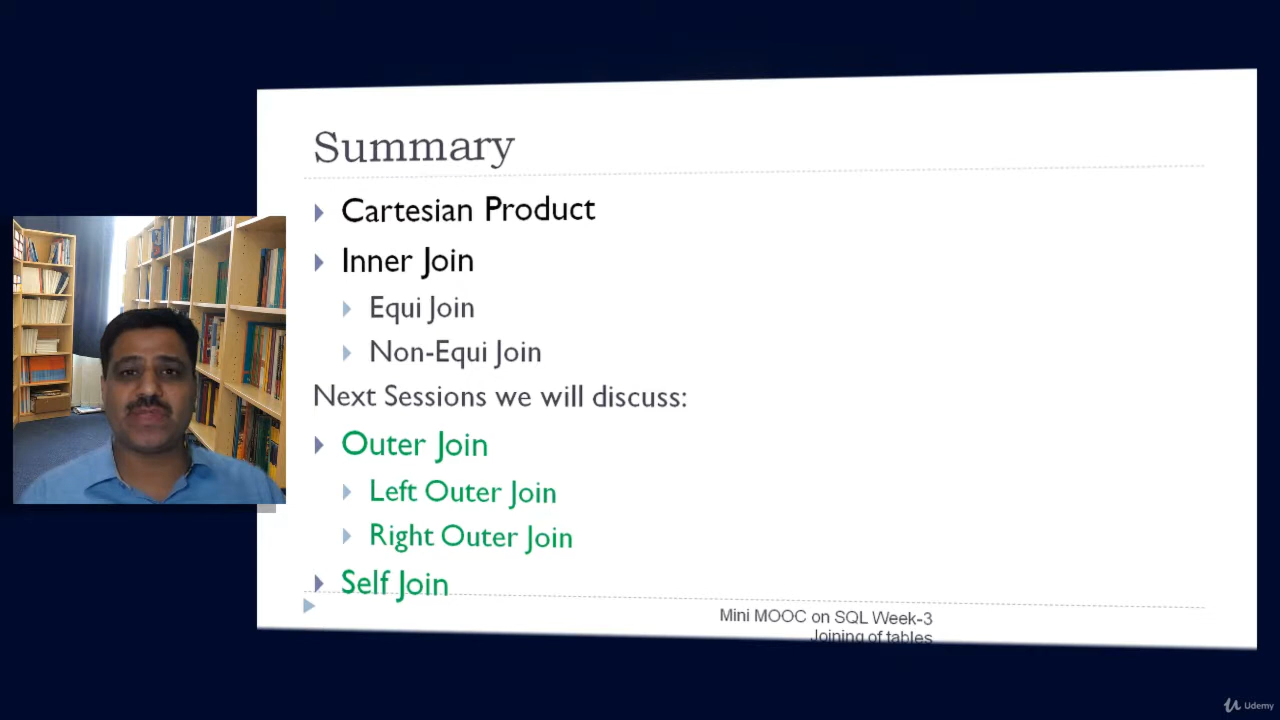 Summary
Cartesian Product
Inner Join
Equi Join
Non-Equi Join
Next Sessions we will discuss:
Outer Join
Left Outer Join
Right Outer Join
Self Join
Mini MOOC on SQL Week-3
Joining of tables
Udemy